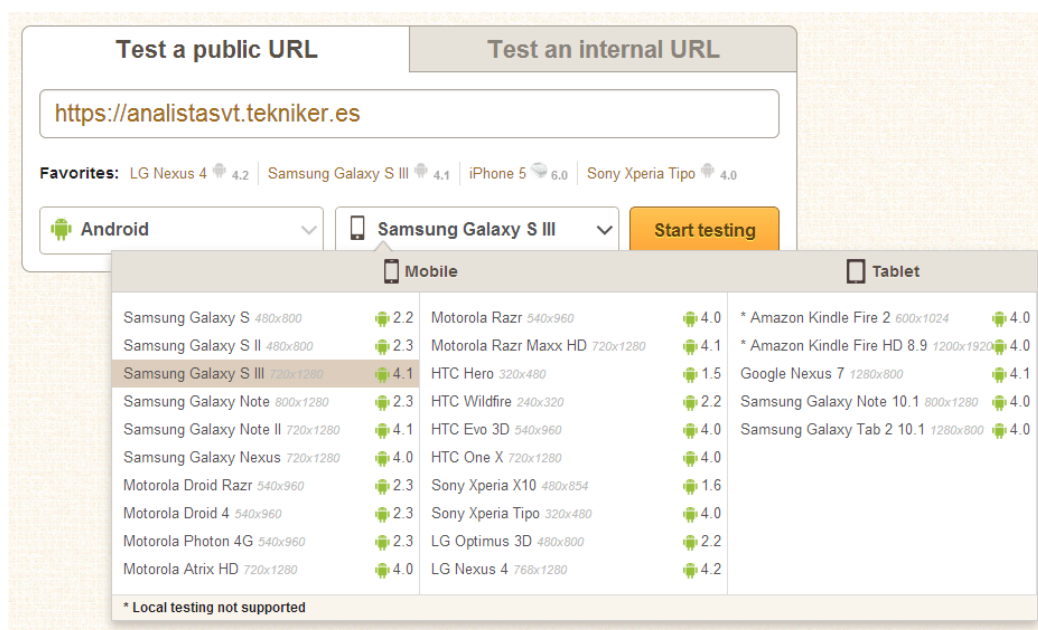 Test a public URL
Test an internal URL
https://analistasvt.tekniker.es
Favorites: LG Nexus 4 4.2 Samsung Galaxy S III 4.1 iPhone 5 6.0 Sony Xperia Tipo 4.0
Android
Samsung Galaxy S III
Start testing
Mobile
Tablet
Samsung Galaxy S 480x800 2.2
Samsung Galaxy S II 480x800 2.3
Samsung Galaxy S III 720x1280 4.1
Samsung Galaxy Note 800x1280 2.3
Samsung Galaxy Note II 720x1280 4.1
Samsung Galaxy Nexus 720x1280 4.0
Motorola Droid Razr 540x960 2.3
Motorola Droid 4 540x960 2.3
Motorola Photon 4G 540x960 2.3
Motorola Atrix HD 720x1280 4.0
Motorola Razr 540x960 4.0
Motorola Razr Maxx HD 720x1280 4.1
HTC Hero 320x480 1.5
HTC Wildfire 240x320 2.2
HTC Evo 3D 540x960 4.0
HTC One X 720x1280 4.0
Sony Xperia X10 480x854 1.6
Sony Xperia Tipo 320x480 4.0
LG Optimus 3D 480x800 2.2
LG Nexus 4 768x1280 4.2
* Amazon Kindle Fire 2 600x1024 4.0
* Amazon Kindle Fire HD 8.9 1200x1920 4.0
Google Nexus 7 1280x800 4.1
Samsung Galaxy Note 10.1 800x1280 4.0
Samsung Galaxy Tab 2 10.1 1280x800 4.0
* Local testing not supported